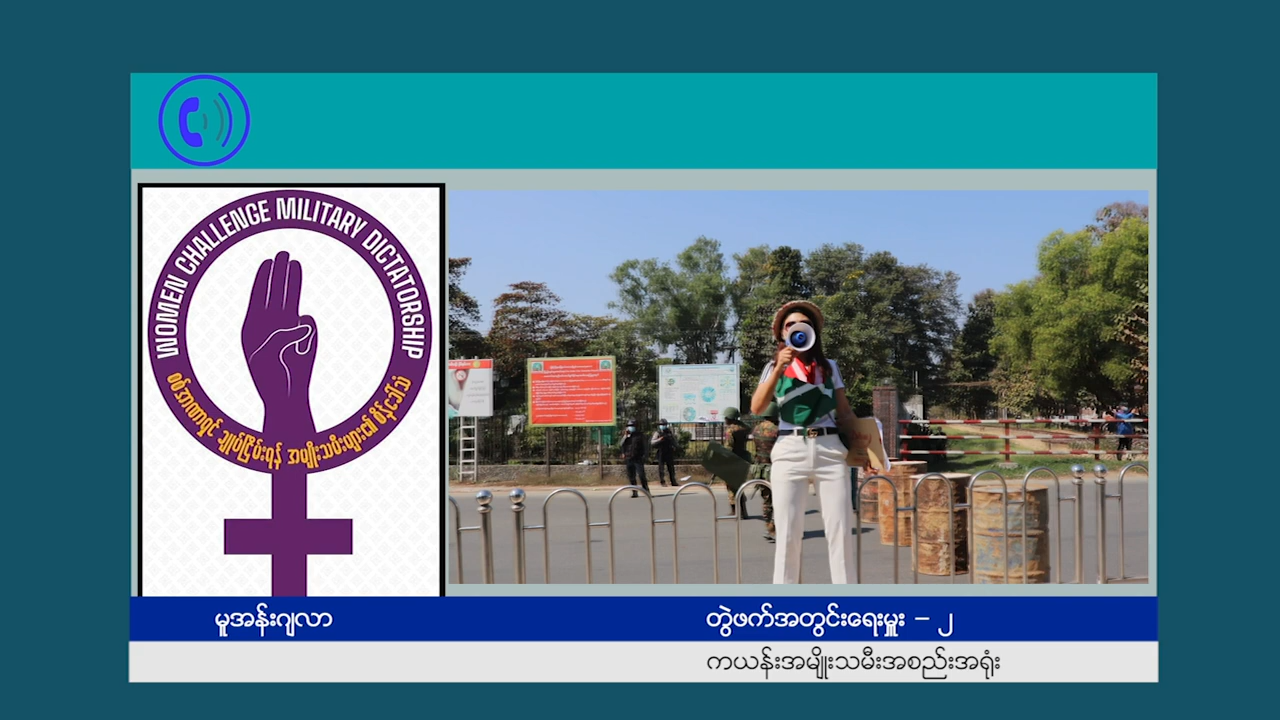 WOMEN CHALLENGE MILITARY DICTATORSHIP
စစ်အာဏာရှင် ချုပ်ငြိမ်းရန် အမျိုးသမီးများ၏ စိန်ခေါ်သံ
မူအန်းဂျလာ
တွဲဖက်အတွင်းရေးမှူး – ၂
ကယန်းအမျိုးသမီးအစည်းအရုံး